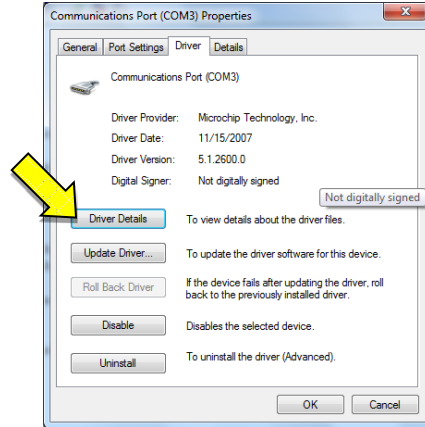 Communications Port (COM3) Properties
General Port Settings Driver Details
Communications Port (COM3)
Driver Provider: Microchip Technology, Inc.
Driver Date: 11/15/2007
Driver Version: 5.1.2600.0
Digital Signer: Not digitally signed
Not digitally signed
Driver Details To view details about the driver files.
Update Driver... To update the driver software for this device.
Roll Back Driver If the device fails after updating the driver, roll
back to the previously installed driver.
Disable Disables the selected device.
Uninstall To uninstall the driver (Advanced).
OK Cancel